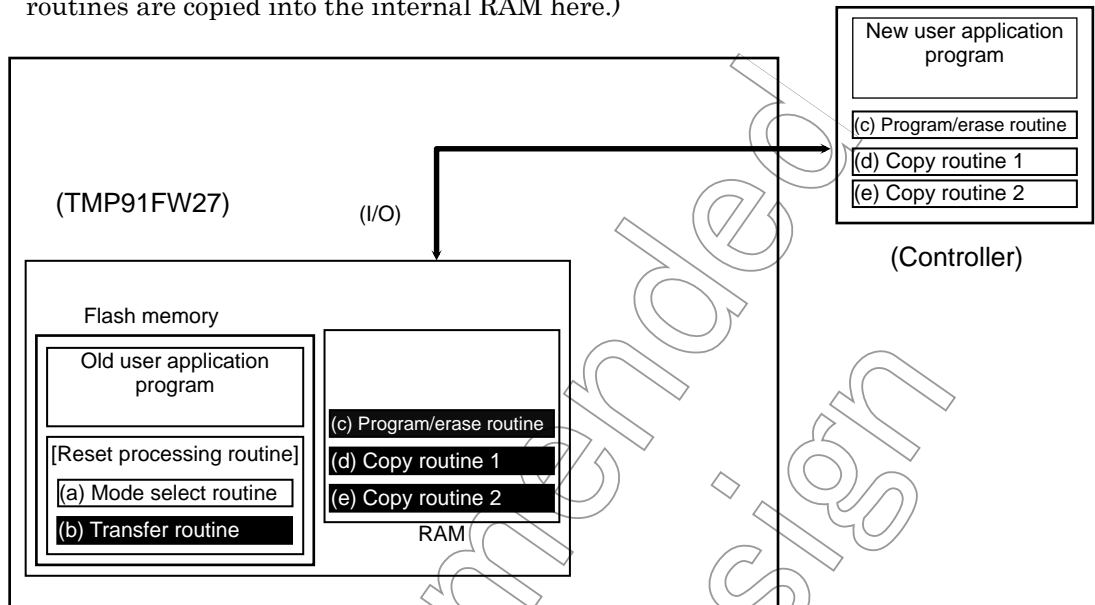 routines are copied into the internal RAM here.)
New user application
program
(c) Program/erase routine
(d) Copy routine 1
(e) Copy routine 2
(Controller)
(TMP91FW27)
(I/O)
Flash memory
Old user application
program
[Reset processing routine]
(a) Mode select routine
(b) Transfer routine
(c) Program/erase routine
(d) Copy routine 1
(e) Copy routine 2
RAM
mended
sign